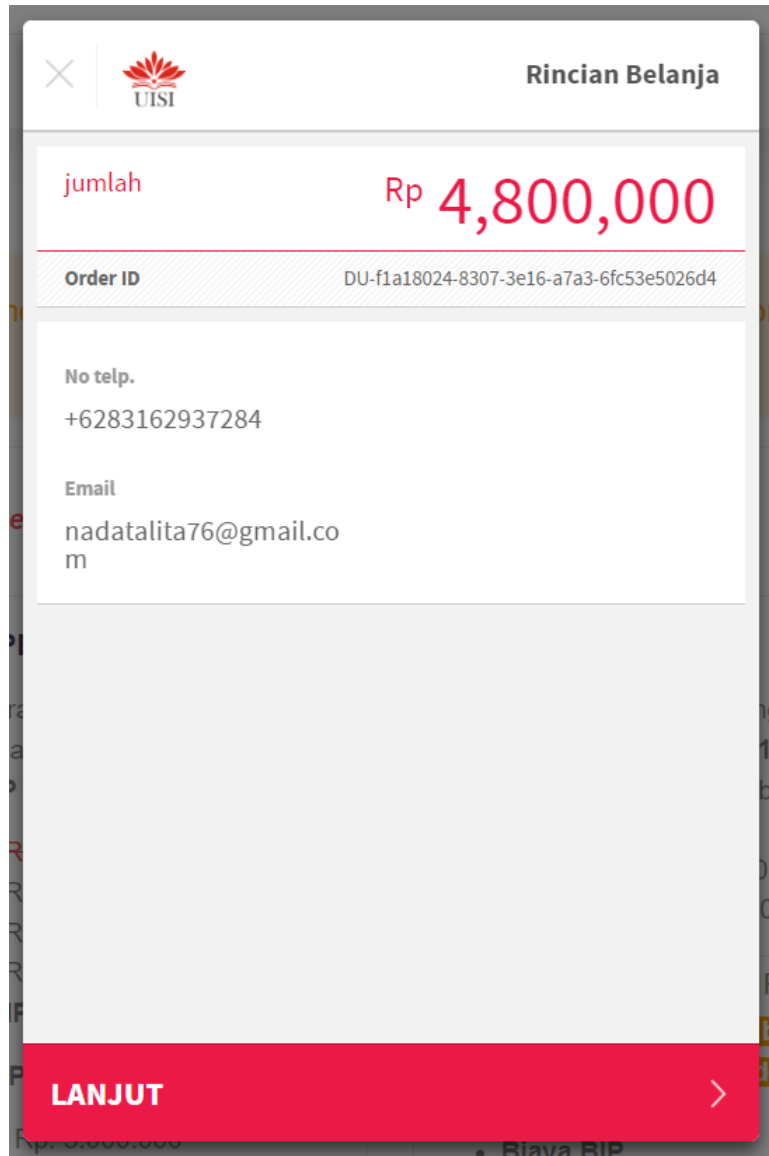 UISI
Rincian Belanja
jumlah
Rp 4,800,000
Order ID
DU-f1a18024-8307-3e16-a7a3-6fc53e5026d4
No telp.
+6283162937284
Email
nadatalita76@gmail.co
m
LANJUT
Biaya BIP